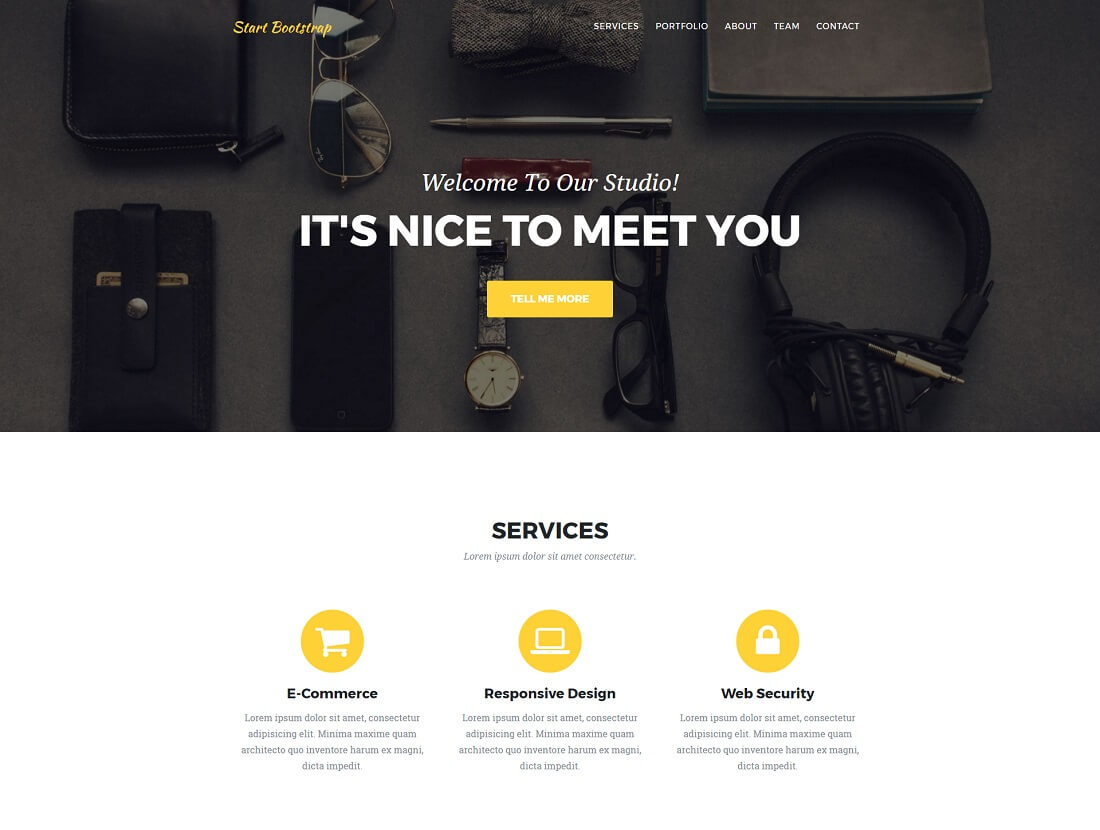 Start Bootstrap
SERVICES PORTFOLIO ABOUT TEAM CONTACT
Welcome To Our Studio!
IT'S NICE TO MEET YOU
TELL ME MORE
SERVICES
Lorem ipsum dolor sit amet consectetur.
E-Commerce
Lorem ipsum dolor sit amet, consectetur
adipisicing elit. Minima maxime quam
architecto quo inventore harum ex magni,
dicta impedit.
Responsive Design
Lorem ipsum dolor sit amet, consectetur
adipisicing elit. Minima maxime quam
architecto quo inventore harum ex magni,
dicta impedit.
Web Security
Lorem ipsum dolor sit amet, consectetur
adipisicing elit. Minima maxime quam
architecto quo inventore harum ex magni,
dicta impedit.